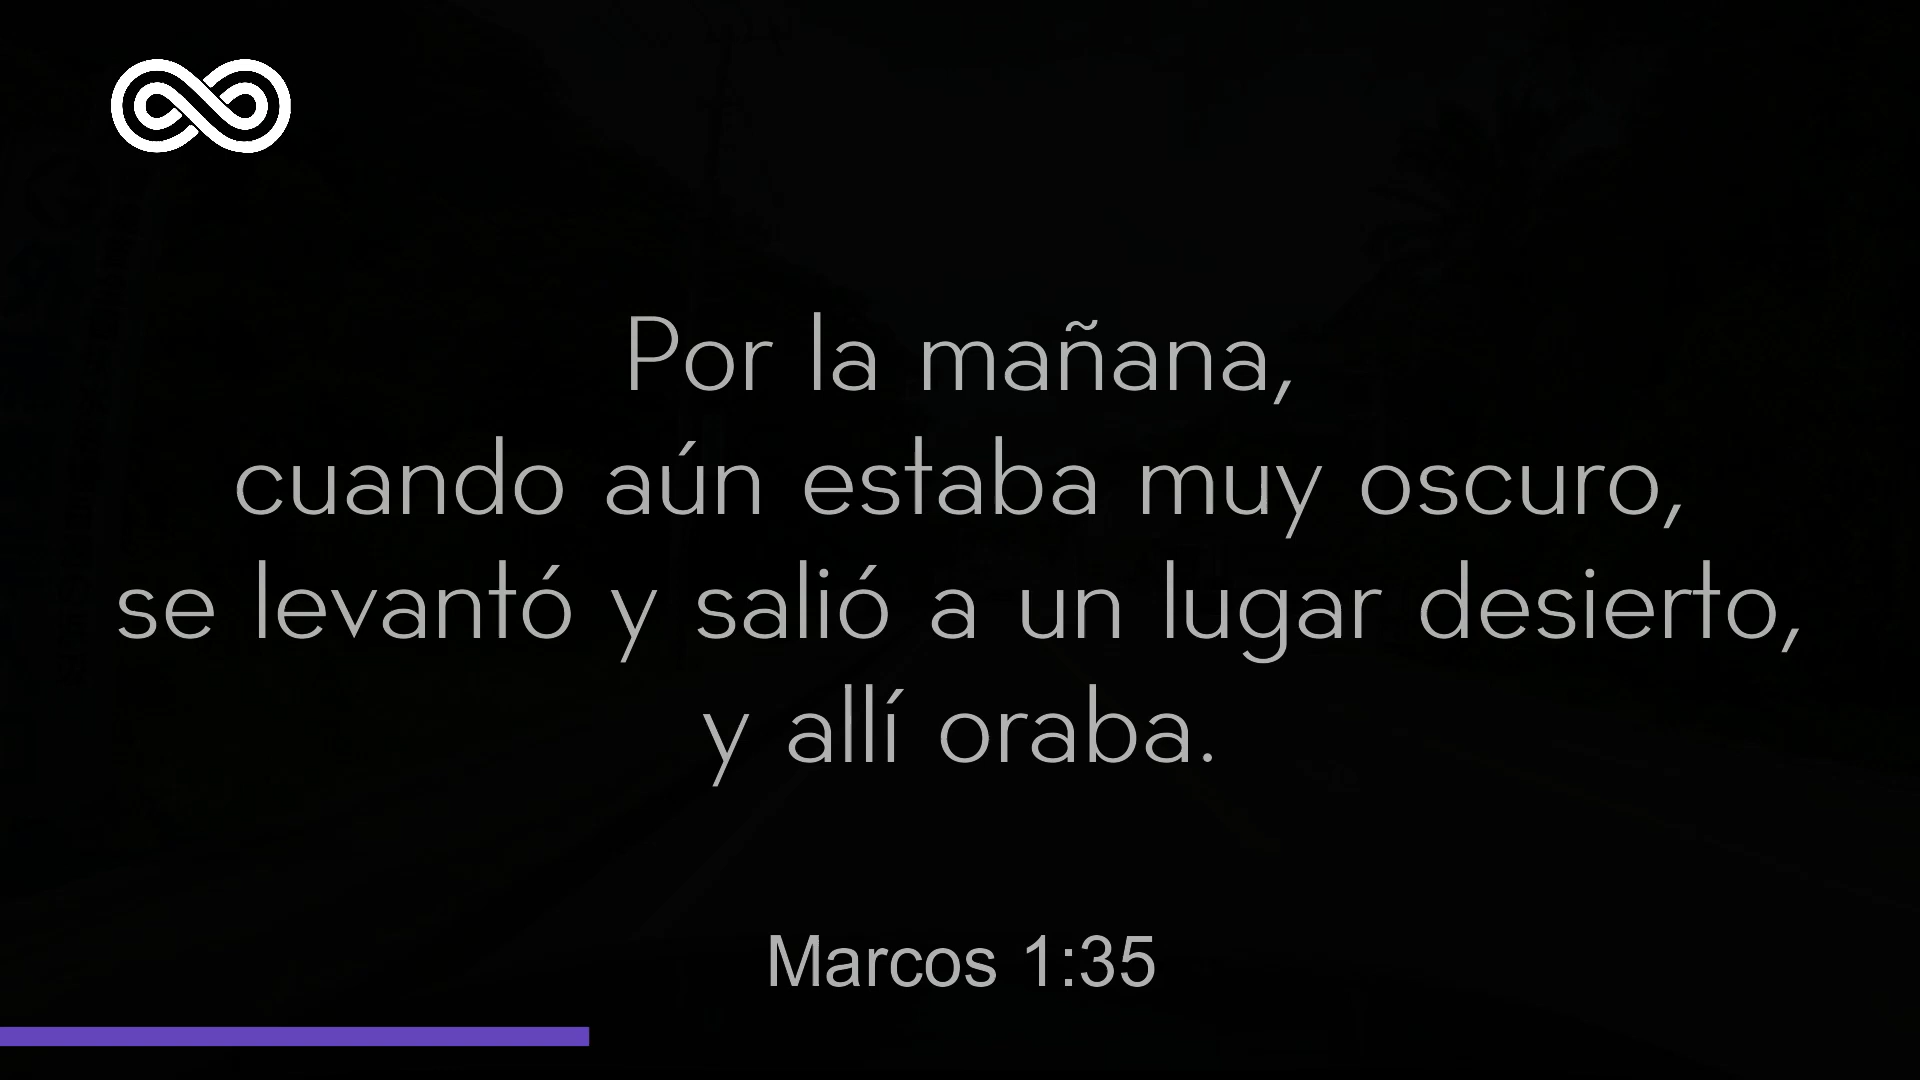 Por la mañana,
cuando aún estaba muy oscuro,
se levantó y salió a un lugar desierto,
y allí oraba.
Marcos 1:35